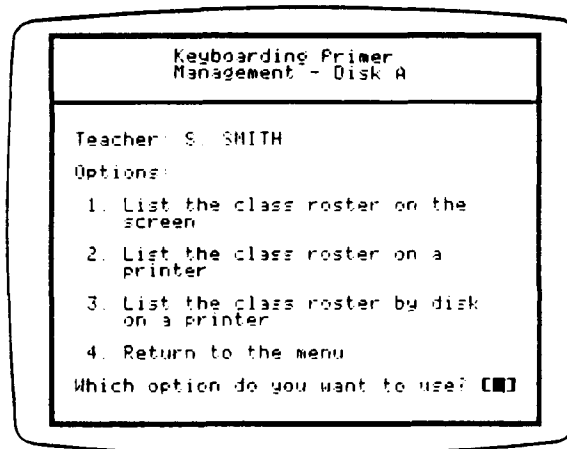 Keyboarding Primer
Management - Disk A
Teacher: S. SMITH
Options:
1. List the class roster on the
screen
2. List the class roster on a
printer
3. List the class roster by disk
on a printer
4. Return to the menu
Which option do you want to use? [■]